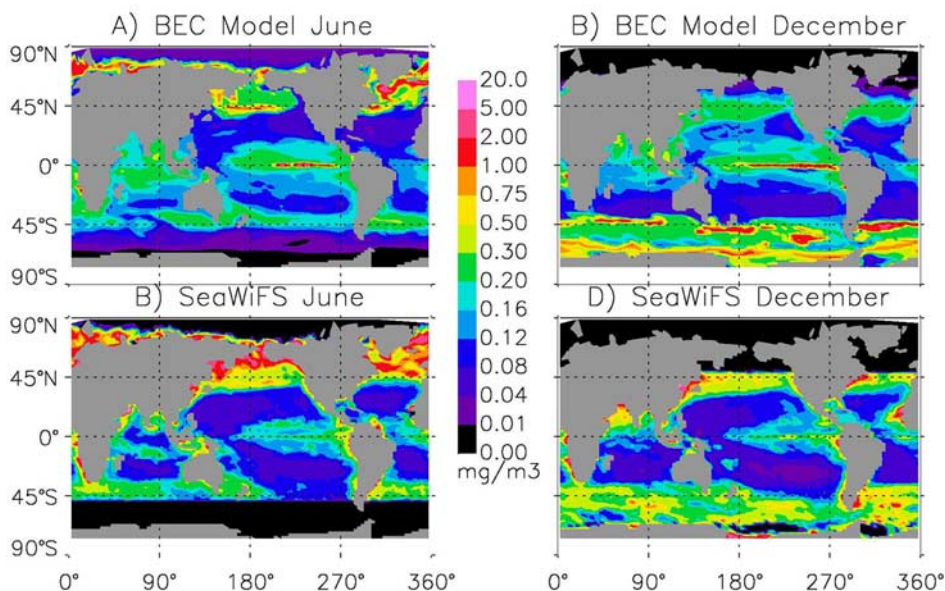 A) BEC Model June
B) BEC Model December
90°N
45°N
0°
45°S
90°S
20.0
5.00
2.00
1.00
0.75
0.50
0.30
0.20
0.16
0.12
0.08
0.04
0.01
0.00
mg/m3
B) SeaWiFS June
D) SeaWiFS December
90°N
45°N
0°
45°S
90°S
0° 90° 180° 270° 360°
0° 90° 180° 270° 360°